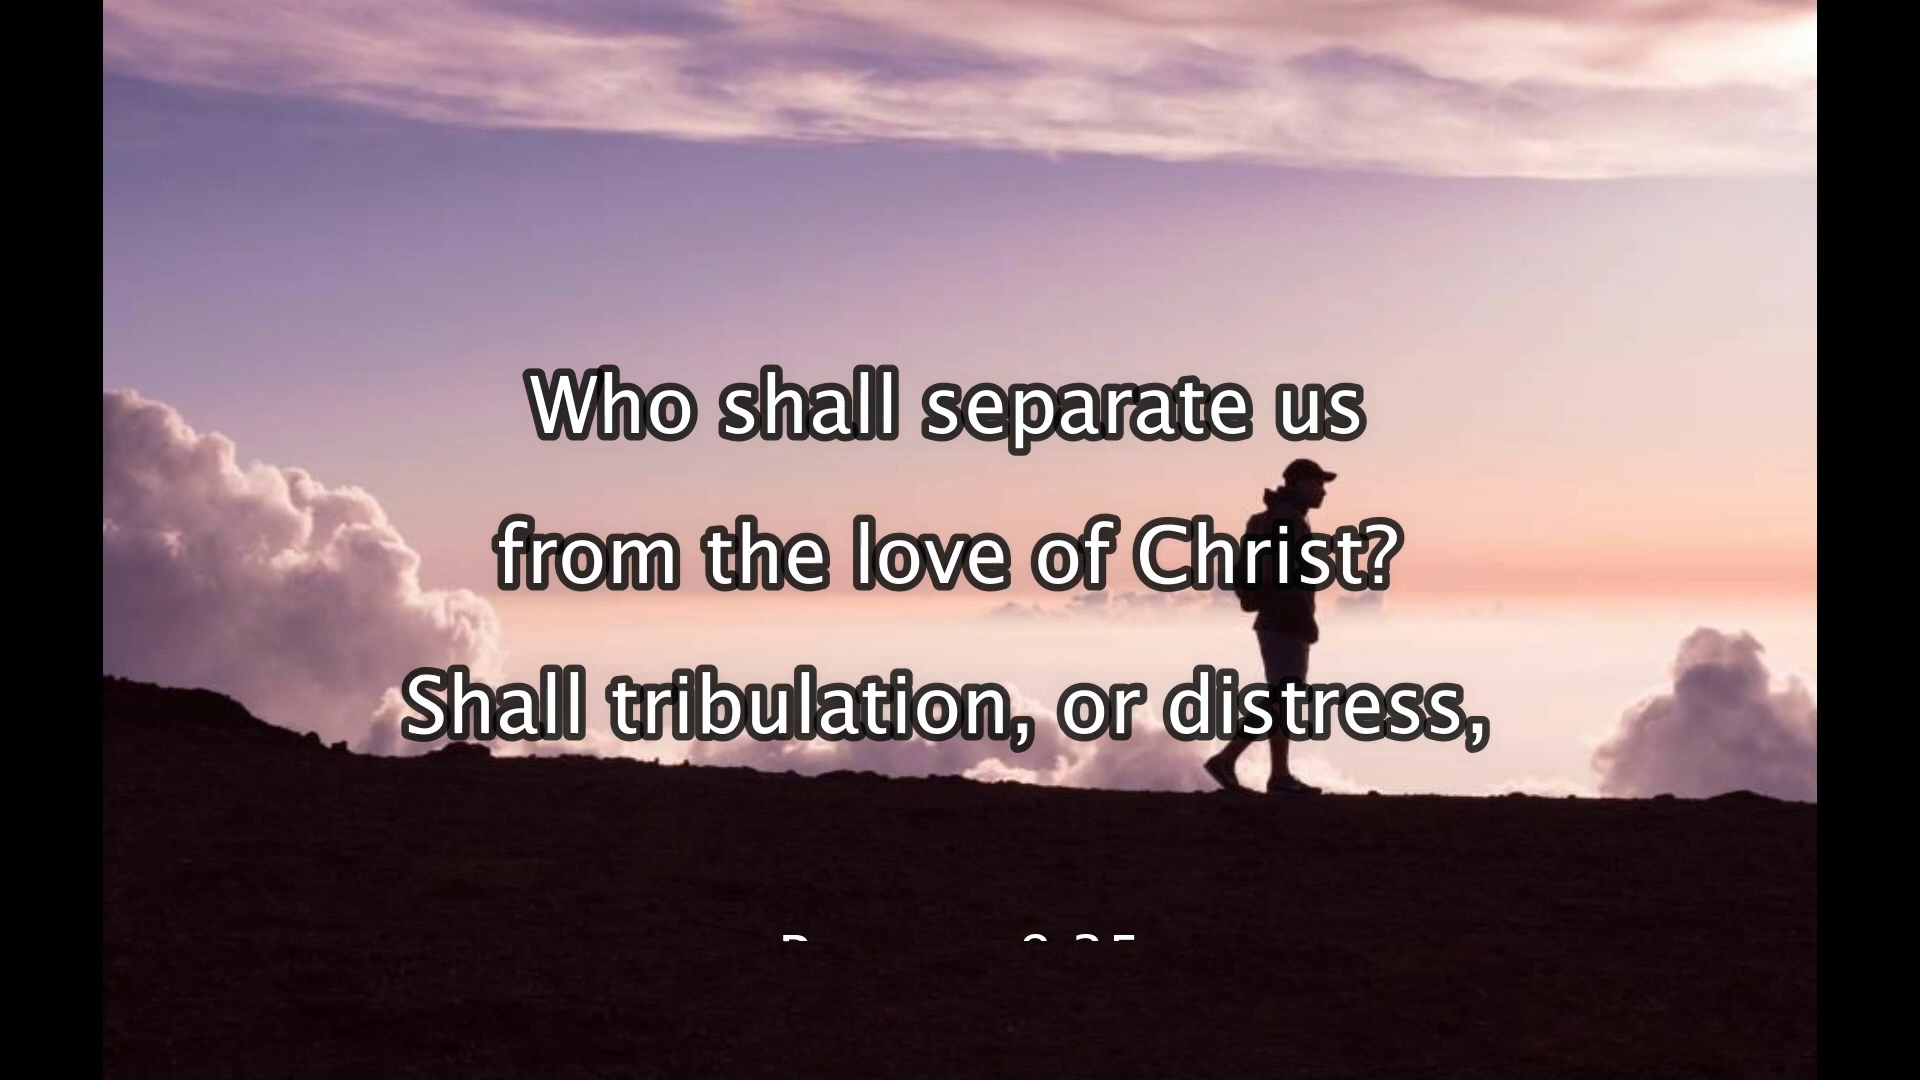 Who shall separate us
from the love of Christ?
Shall tribulation, or distress,